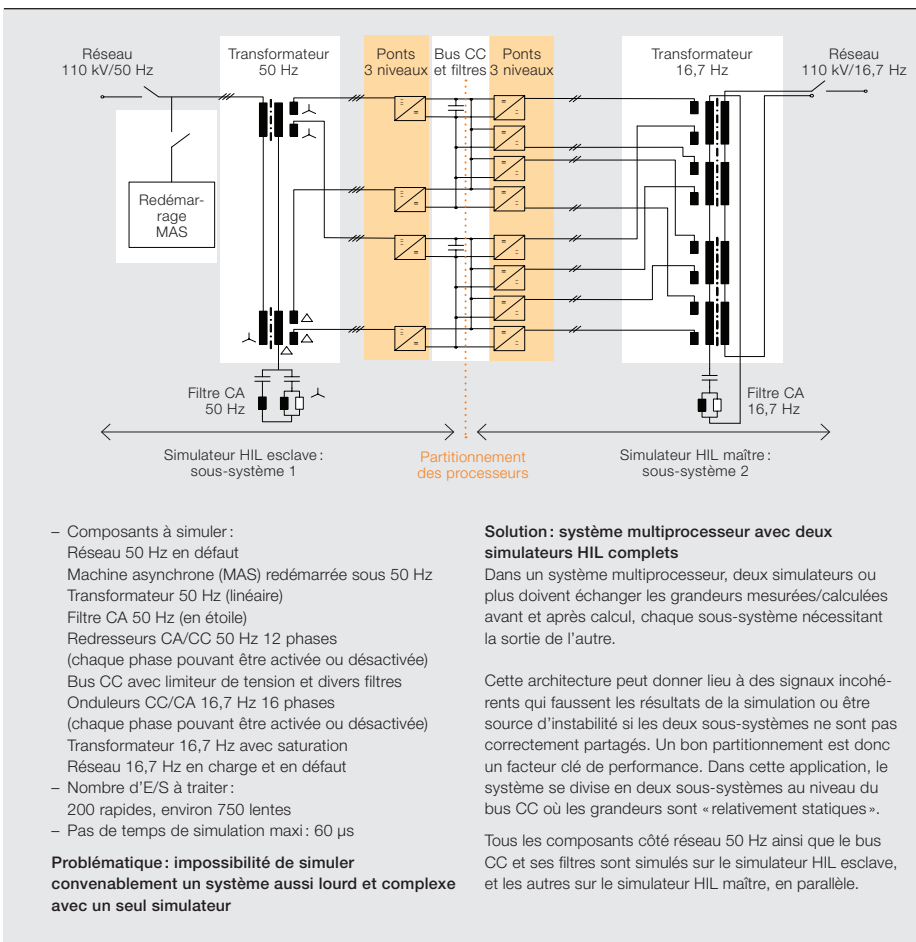 Réseau
110 kV/50 Hz
Transformateur
50 Hz
Ponts
3 niveaux
Bus CC
et filtres
Ponts
3 niveaux
Transformateur
16,7 Hz
Réseau
110 kV/16,7 Hz
Redémar-
rage
MAS
Filtre CA
50 Hz
Filtre CA
16,7 Hz
Simulateur HIL esclave :
sous-système 1
Partitionnement
des processeurs
Simulateur HIL maître :
sous-système 2
– Composants à simuler :
Réseau 50 Hz en défaut
Machine asynchrone (MAS) redémarrée sous 50 Hz
Transformateur 50 Hz (linéaire)
Filtre CA 50 Hz (en étoile)
Redresseurs CA/CC 50 Hz 12 phases
(chaque phase pouvant être activée ou désactivée)
Bus CC avec limiteur de tension et divers filtres
Onduleurs CC/CA 16,7 Hz 16 phases
(chaque phase pouvant être activée ou désactivée)
Transformateur 16,7 Hz avec saturation
Réseau 16,7 Hz en charge et en défaut
– Nombre d’E/S à traiter :
200 rapides, environ 750 lentes
– Pas de temps de simulation maxi : 60 µs
Problématique : impossibilité de simuler
convenablement un système aussi lourd et complexe
avec un seul simulateur
Solution : système multiprocesseur avec deux
simulateurs HIL complets
Dans un système multiprocesseur, deux simulateurs ou
plus doivent échanger les grandeurs mesurées/calculées
avant et après calcul, chaque sous-système nécessitant
la sortie de l’autre.
Cette architecture peut donner lieu à des signaux incohé-
rents qui faussent les résultats de la simulation ou être
source d’instabilité si les deux sous-systèmes ne sont pas
correctement partagés. Un bon partitionnement est donc
un facteur clé de performance. Dans cette application, le
système se divise en deux sous-systèmes au niveau du
bus CC où les grandeurs sont « relativement statiques ».
Tous les composants côté réseau 50 Hz ainsi que le bus
CC et ses filtres sont simulés sur le simulateur HIL esclave,
et les autres sur le simulateur HIL maître, en parallèle.